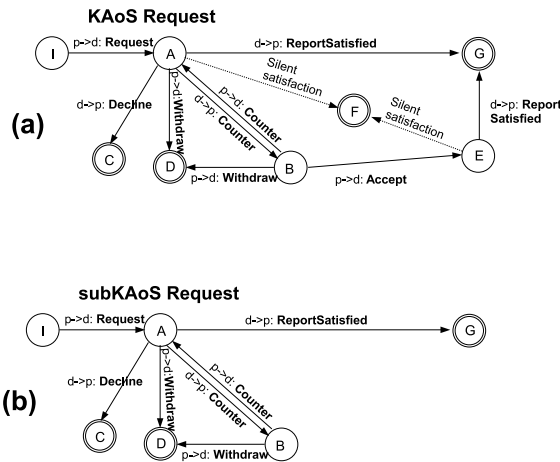 KAoS Request
I
p->d: Request
A
d->p: ReportSatisfied
G
Silent
satisfaction
F
d->p: Decline
p->d:Withdraw
p->d: Counter
d->p: Counter
Silent
satisfaction
d->p: Report
Satisfied
(a)
C
D
p->d: Withdraw
B
p->d: Accept
E
subKAoS Request
I
p->d: Request
A
d->p: ReportSatisfied
G
d->p: Decline
p->d:Withdraw
p->d: Counter
d->p: Counter
(b)
C
D
p->d: Withdraw
B